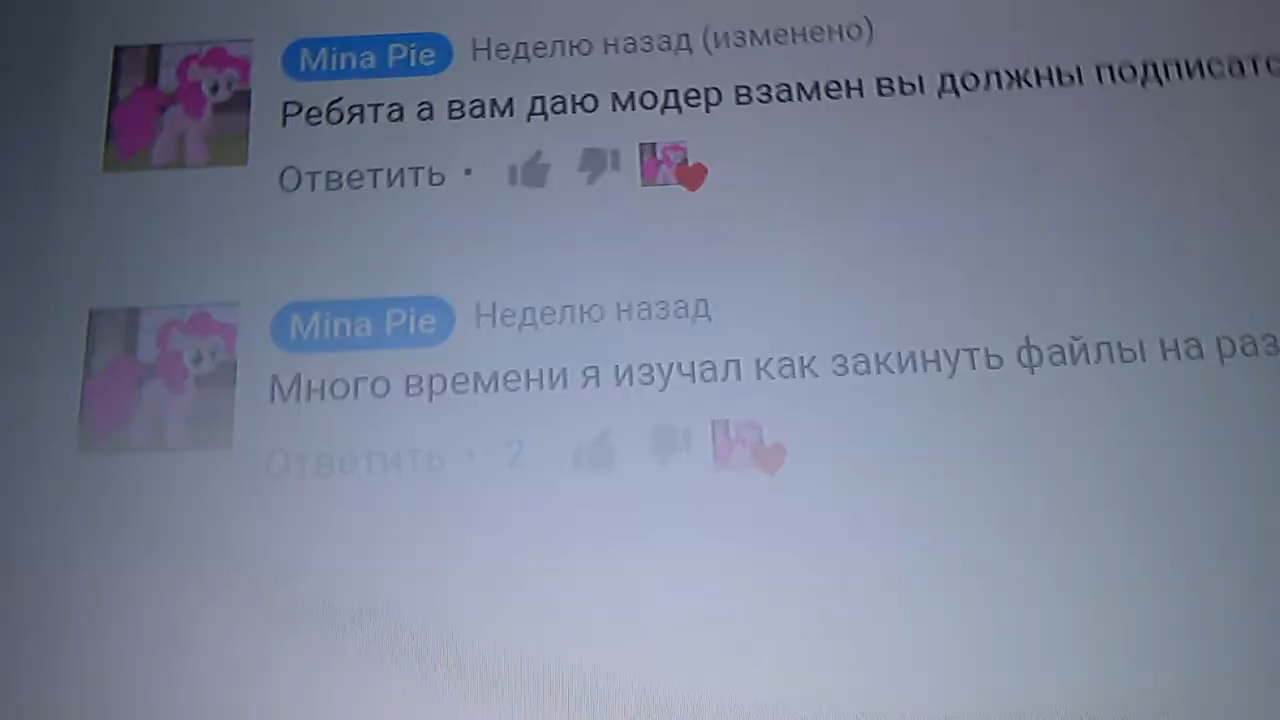 Mina Pie Неделю назад (изменено)
Ребята а вам даю модер взамен вы должны
Ответить •
Mina Pie Неделю назад
Много времени я изучал как закинуть файлы на
Ответить • 2